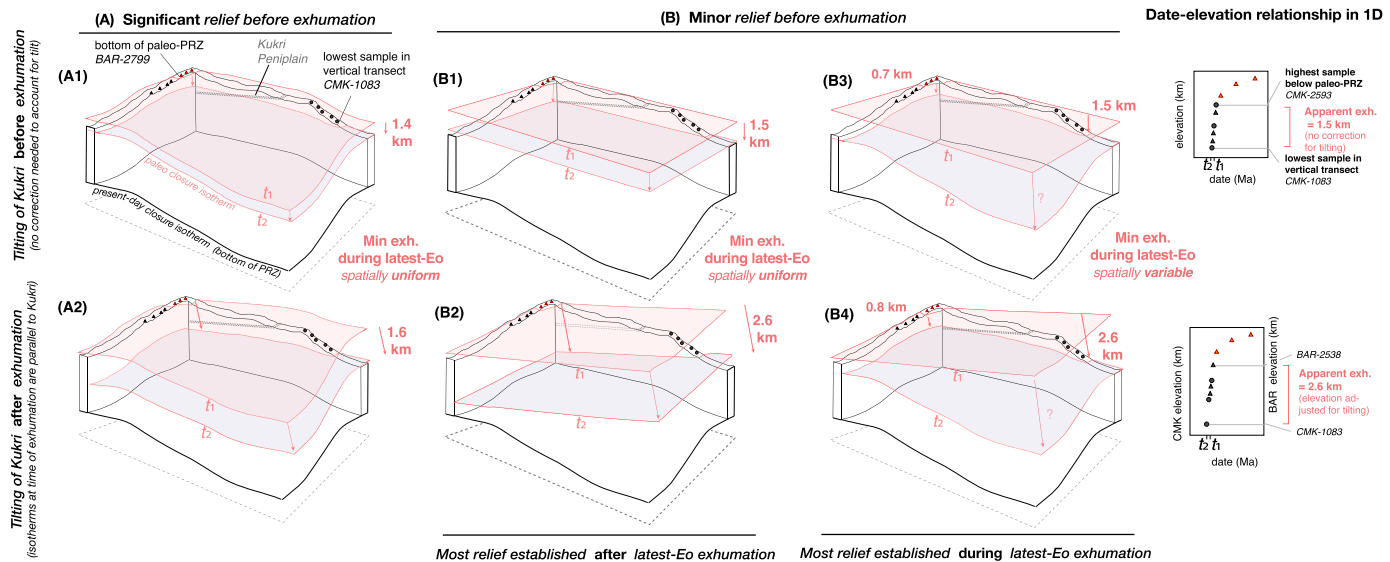 (A) Significant relief before exhumation
(B) Minor relief before exhumation
Date-elevation relationship in 1D
Tilting of Kukri before exhumation
(no correction needed to account for tilt)
(A1)
bottom of paleo-PRZ
BAR-2799
Kukri
Peniplain
lowest sample in
vertical transect
CMK-1083
1.4
km
paleo closure isotherm
t1
t2
present-day closure isotherm (bottom of PRZ)
Min exh.
during latest-Eo
spatially uniform
(B1)
1.5
km
t1
t2
Min exh.
during latest-Eo
spatially uniform
(B3)
0.7 km
1.5 km
t1
t2
?
Min exh.
during latest-Eo
spatially variable
elevation (km)
t2 t1
date (Ma)
highest sample
below paleo-PRZ
CMK-2593
Apparent exh.
= 1.5 km
(no correction
for tilting)
lowest sample in
vertical transect
CMK-1083
Tilting of Kukri after exhumation
(isotherms at time of exhumation are parallel to Kukri)
(A2)
1.6
km
t1
t2
(B2)
2.6
km
t1
t2
(B4)
0.8 km
2.6
km
t1
t2
?
CMK elevation (km)
BAR elevation (km)
t2 t1
date (Ma)
BAR-2538
Apparent exh.
= 2.6 km
(elevation ad-
justed for tilting)
CMK-1083
Most relief established after latest-Eo exhumation
Most relief established during latest-Eo exhumation